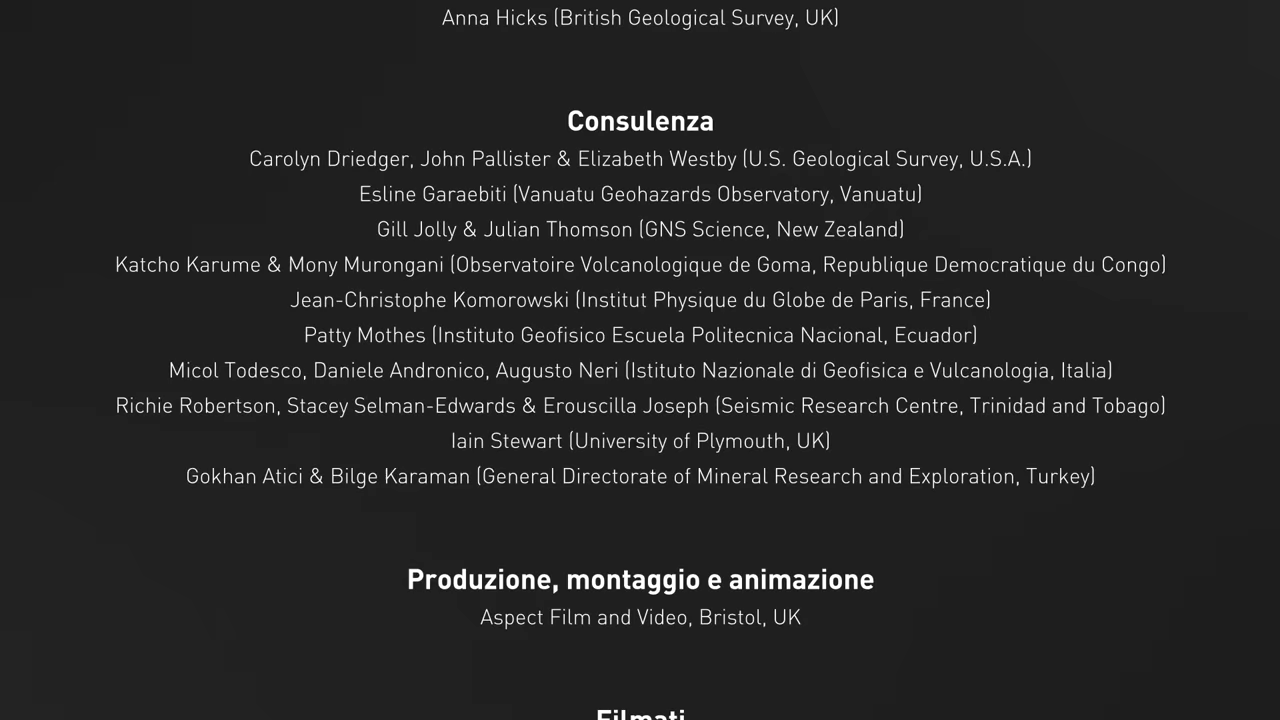 Anna Hicks (British Geological Survey, UK)
Consulenza
Carolyn Driedger, John Pallister & Elizabeth Westby (U.S. Geological Survey, U.S.A.)
Esline Garaebiti (Vanuatu Geohazards Observatory, Vanuatu)
Gill Jolly & Julian Thomson (GNS Science, New Zealand)
Katcho Karume & Mony Murongani (Observatoire Volcanologique de Goma, Republique Democratique du Congo)
Jean-Christophe Komorowski (Institut Physique du Globe de Paris, France)
Patty Mothes (Instituto Geofisico Escuela Politecnica Nacional, Ecuador)
Micol Todesco, Daniele Andronico, Augusto Neri (Istituto Nazionale di Geofisica e Vulcanologia, Italia)
Richie Robertson, Stacey Selman-Edwards & Erouscilla Joseph (Seismic Research Centre, Trinidad and Tobago)
Iain Stewart (University of Plymouth, UK)
Gokhan Atici & Bilge Karaman (General Directorate of Mineral Research and Exploration, Turkey)
Produzione, montaggio e animazione
Aspect Film and Video, Bristol, UK
Filmati